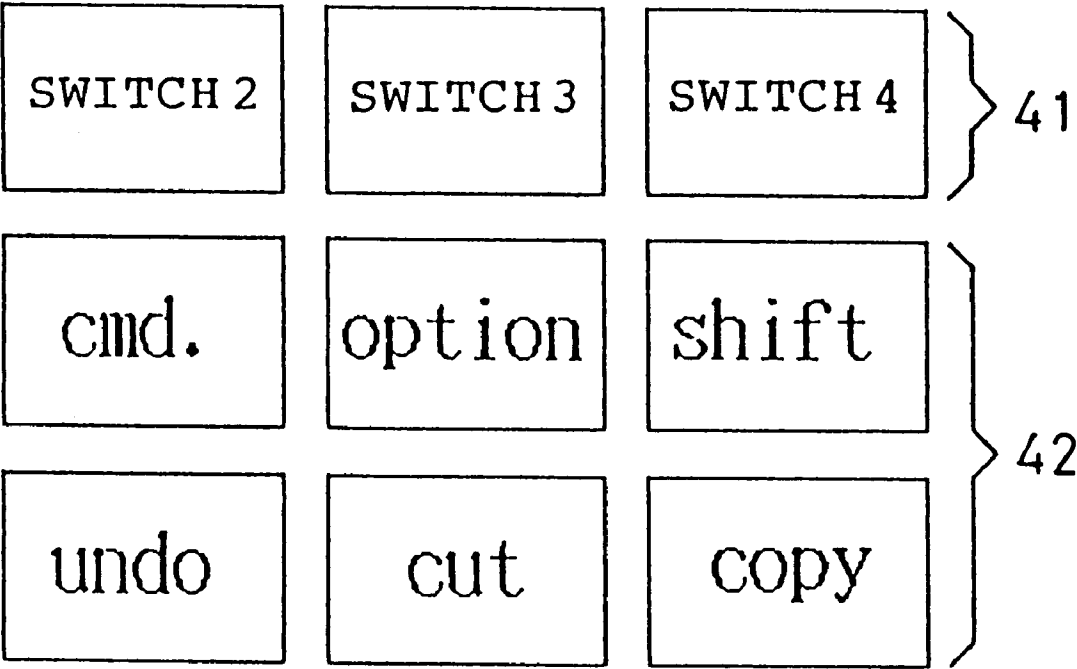 SWITCH 2 SWITCH 3 SWITCH 4 41
cmd. option shift
42
undo cut copy